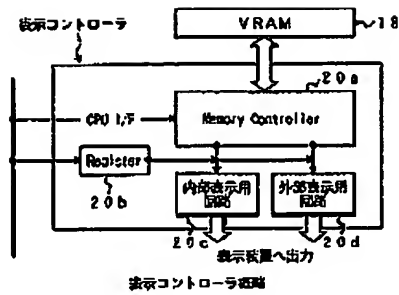 表示コントローラ
VRAM
18
20a
CPU I/F
Memory Controller
Register
20b
内部表示用
回路
外部表示用
回路
20c
20d
表示装置へ出力
表示コントローラ